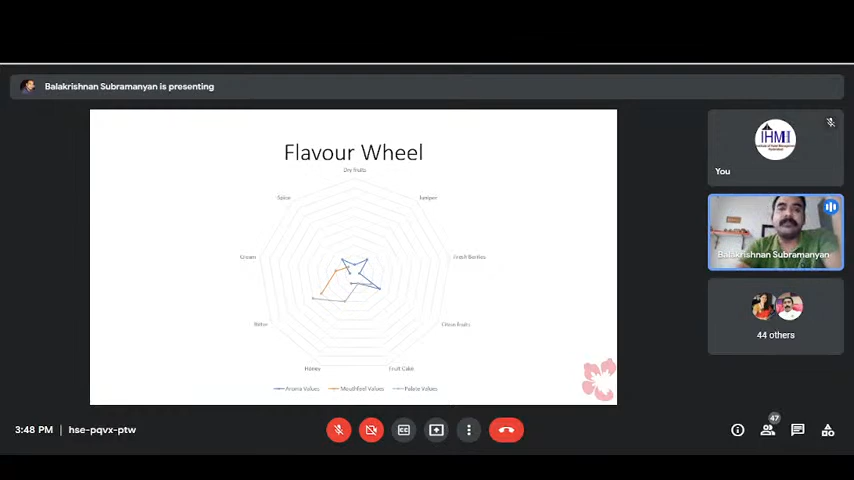 Balakrishnan Subramanyan is presenting
Flavour Wheel
Dry fruits
Spice
Juniper
Cream
Fresh Berries
Bitter
Citrus fruits
Honey
Fruit Cake
Aroma Values
Mouthfeel Values
Palate Values
IHM
You
Balakrishnan Subramanyan
44 others
3:48 PM | hse-pqvx-ptw
47